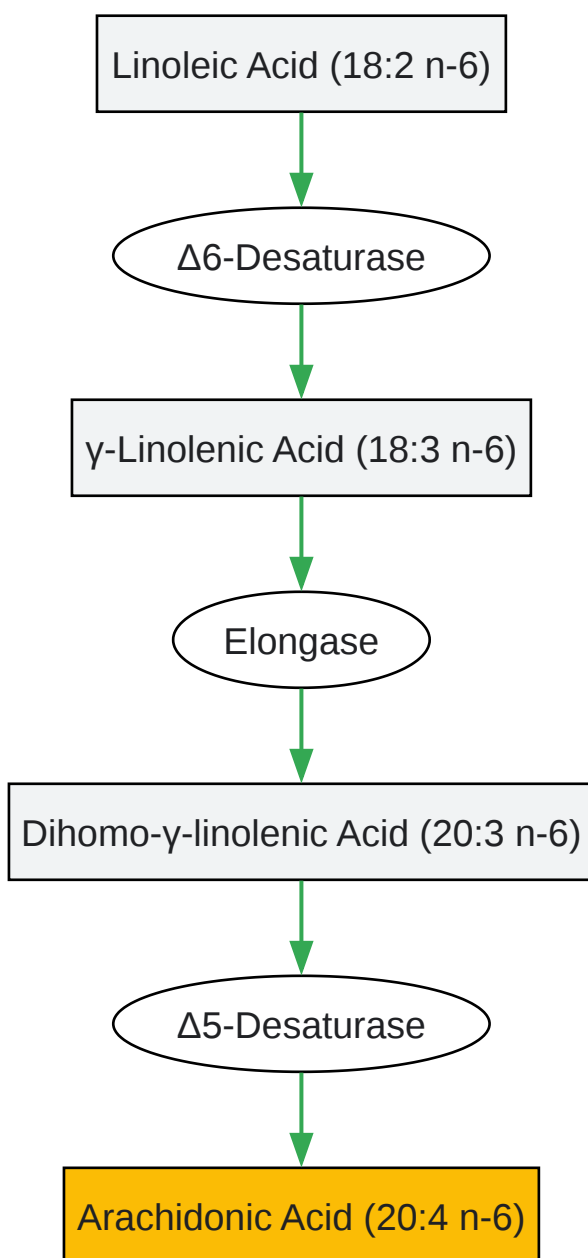 Linoleic Acid (18:2 n-6)
Δ6-Desaturase
γ-Linolenic Acid (18:3 n-6)
Elongase
Dihomo-γ-linolenic Acid (20:3 n-6)
Δ5-Desaturase
Arachidonic Acid (20:4 n-6)